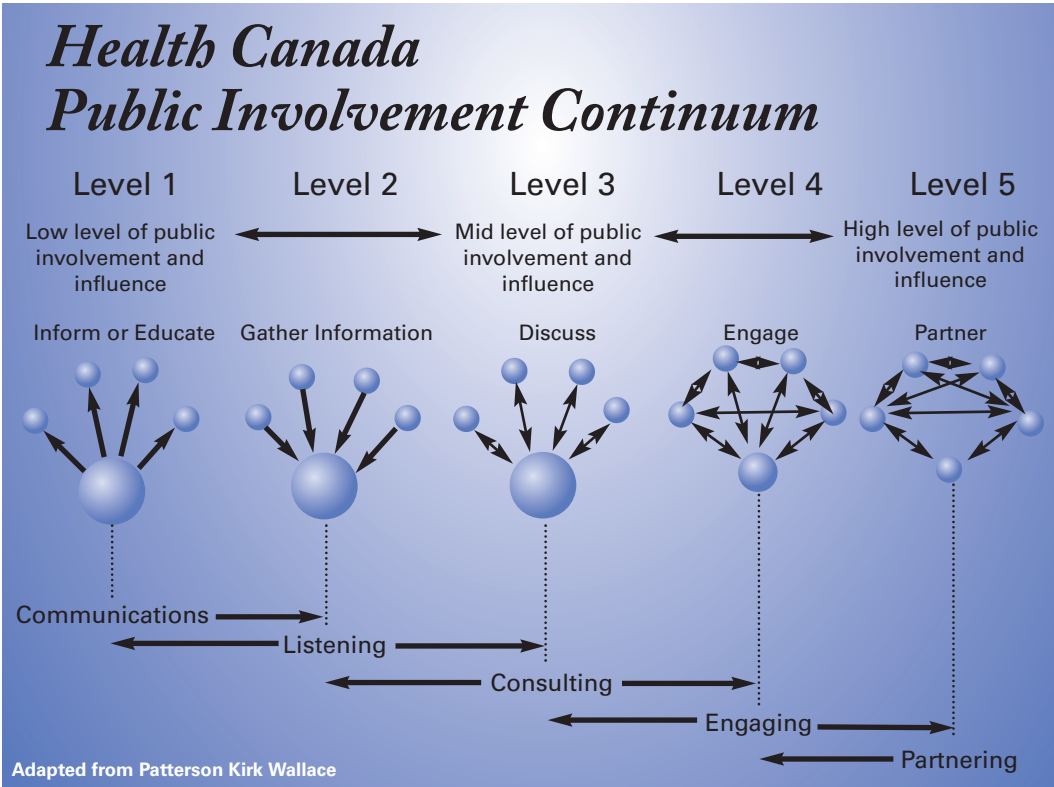 Health Canada
Public Involvement Continuum
Level 1
Level 2
Level 3
Level 4
Level 5
Low level of public
involvement and
influence
Mid level of public
involvement and
influence
High level of public
involvement and
influence
Inform or Educate
Gather Information
Discuss
Engage
Partner
Communications
Listening
Consulting
Engaging
Partnering
Adapted from Patterson Kirk Wallace